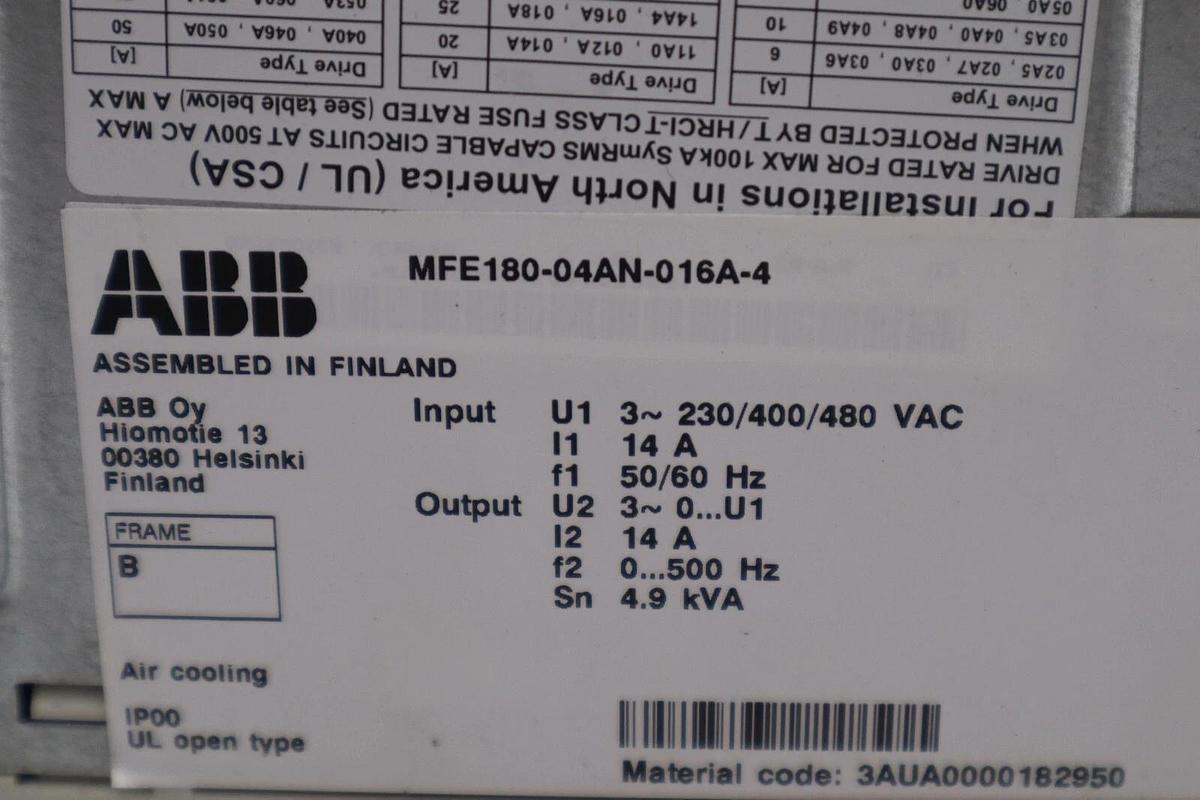 For Installations in North America (UL / CSA)
DRIVE RATED FOR MAX 100kA SymRMS CAPABLE CIRCUITS AT 500V AC MAX
WHEN PROTECTED BY T/HRCI-T CLASS FUSE RATED (See table below) A MAX
Drive Type [A] Drive Type [A] Drive Type [A]
02A5, 02A7, 03A0, 03A6 6 11A0, 012A, 014A 20 040A, 046A, 050A 50
03A5, 04A0, 04A8, 04A9 10 14A4, 016A, 018A 25 053A
05A0 06A0
ABB
MFE180-04AN-016A-4
ASSEMBLED IN FINLAND
ABB Oy
Hiomotie 13
00380 Helsinki
Finland
FRAME
B
Air cooling
IP00
UL open type
Input U1 3~ 230/400/480 VAC
I1 14 A
f1 50/60 Hz
Output U2 3~ 0...U1
I2 14 A
f2 0...500 Hz
Sn 4.9 kVA
Material code: 3AUA0000182950